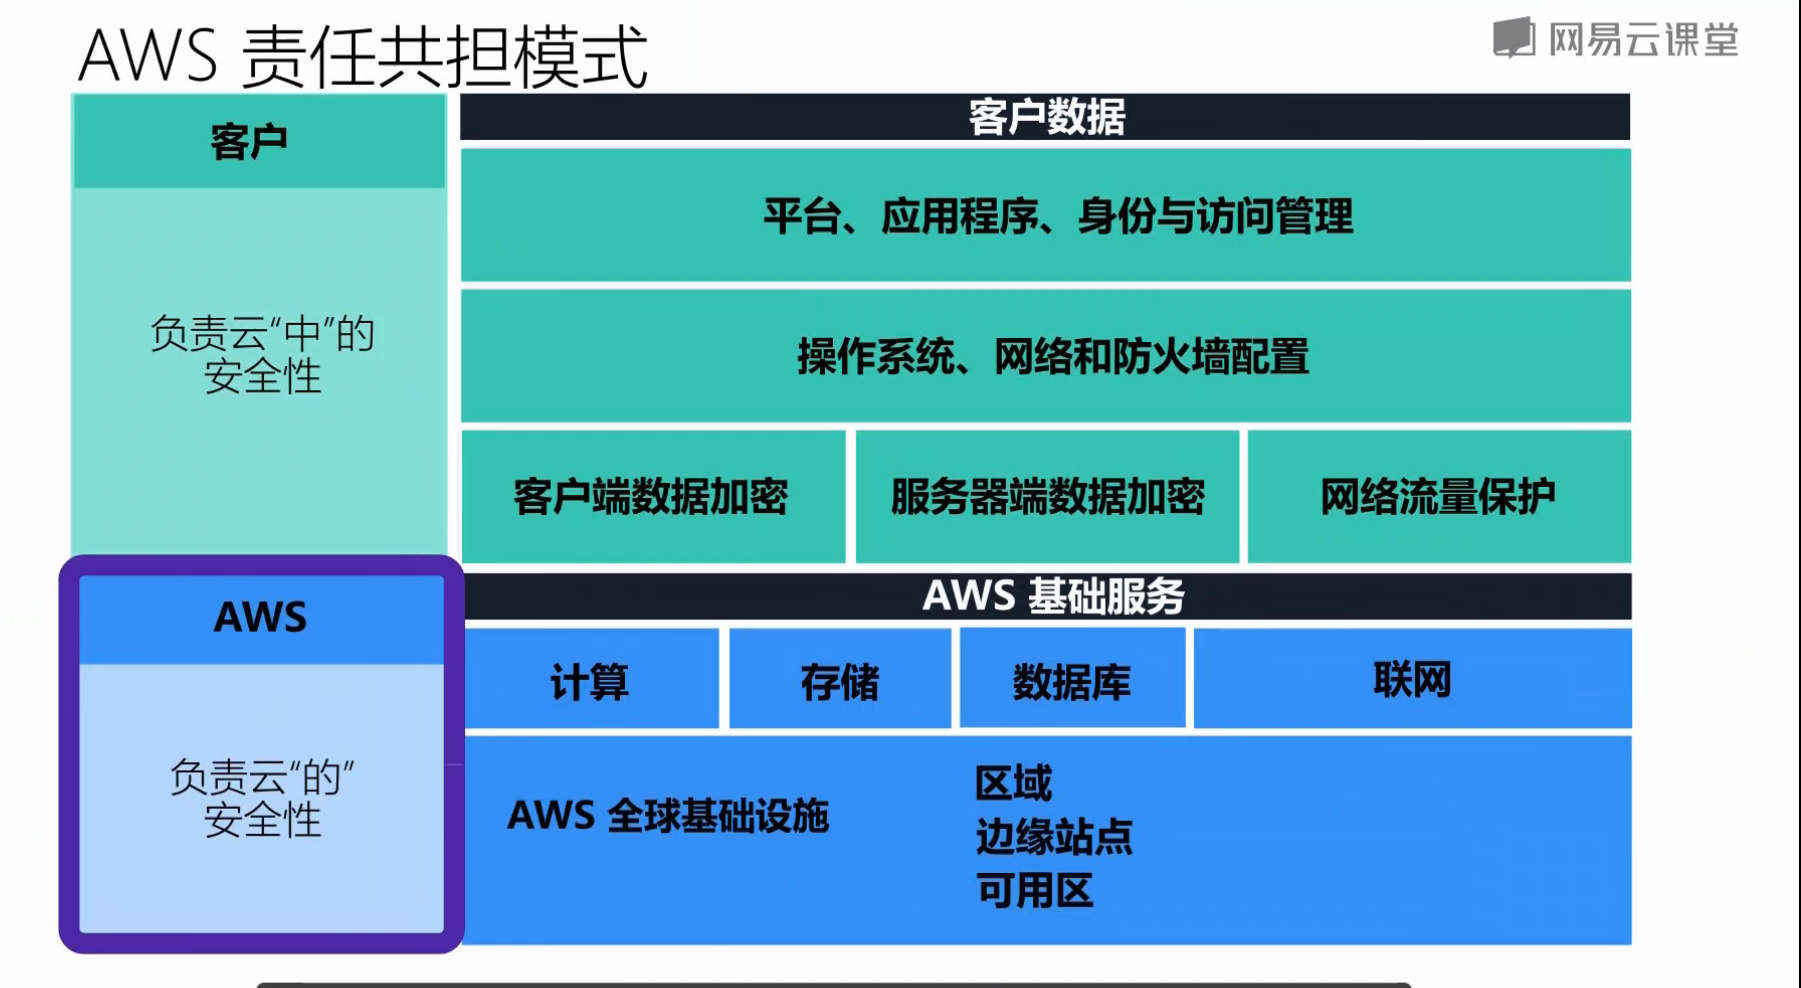 AWS 责任共担模式
网易云课堂
客户
负责云“中”的
安全性
客户数据
平台、应用程序、身份与访问管理
操作系统、网络和防火墙配置
客户端数据加密
服务器端数据加密
网络流量保护
AWS
负责云“的”
安全性
AWS 基础服务
计算
存储
数据库
联网
AWS 全球基础设施
区域
边缘站点
可用区